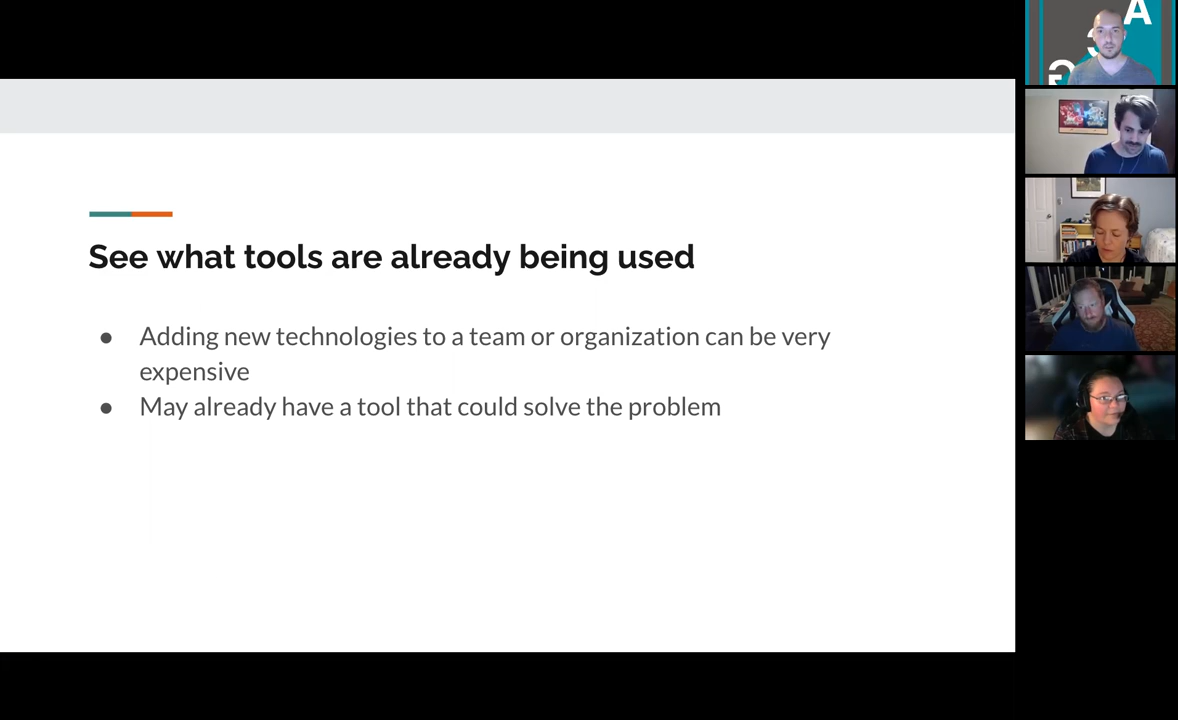 See what tools are already being used
● Adding new technologies to a team or organization can be very
expensive
● May already have a tool that could solve the problem
A